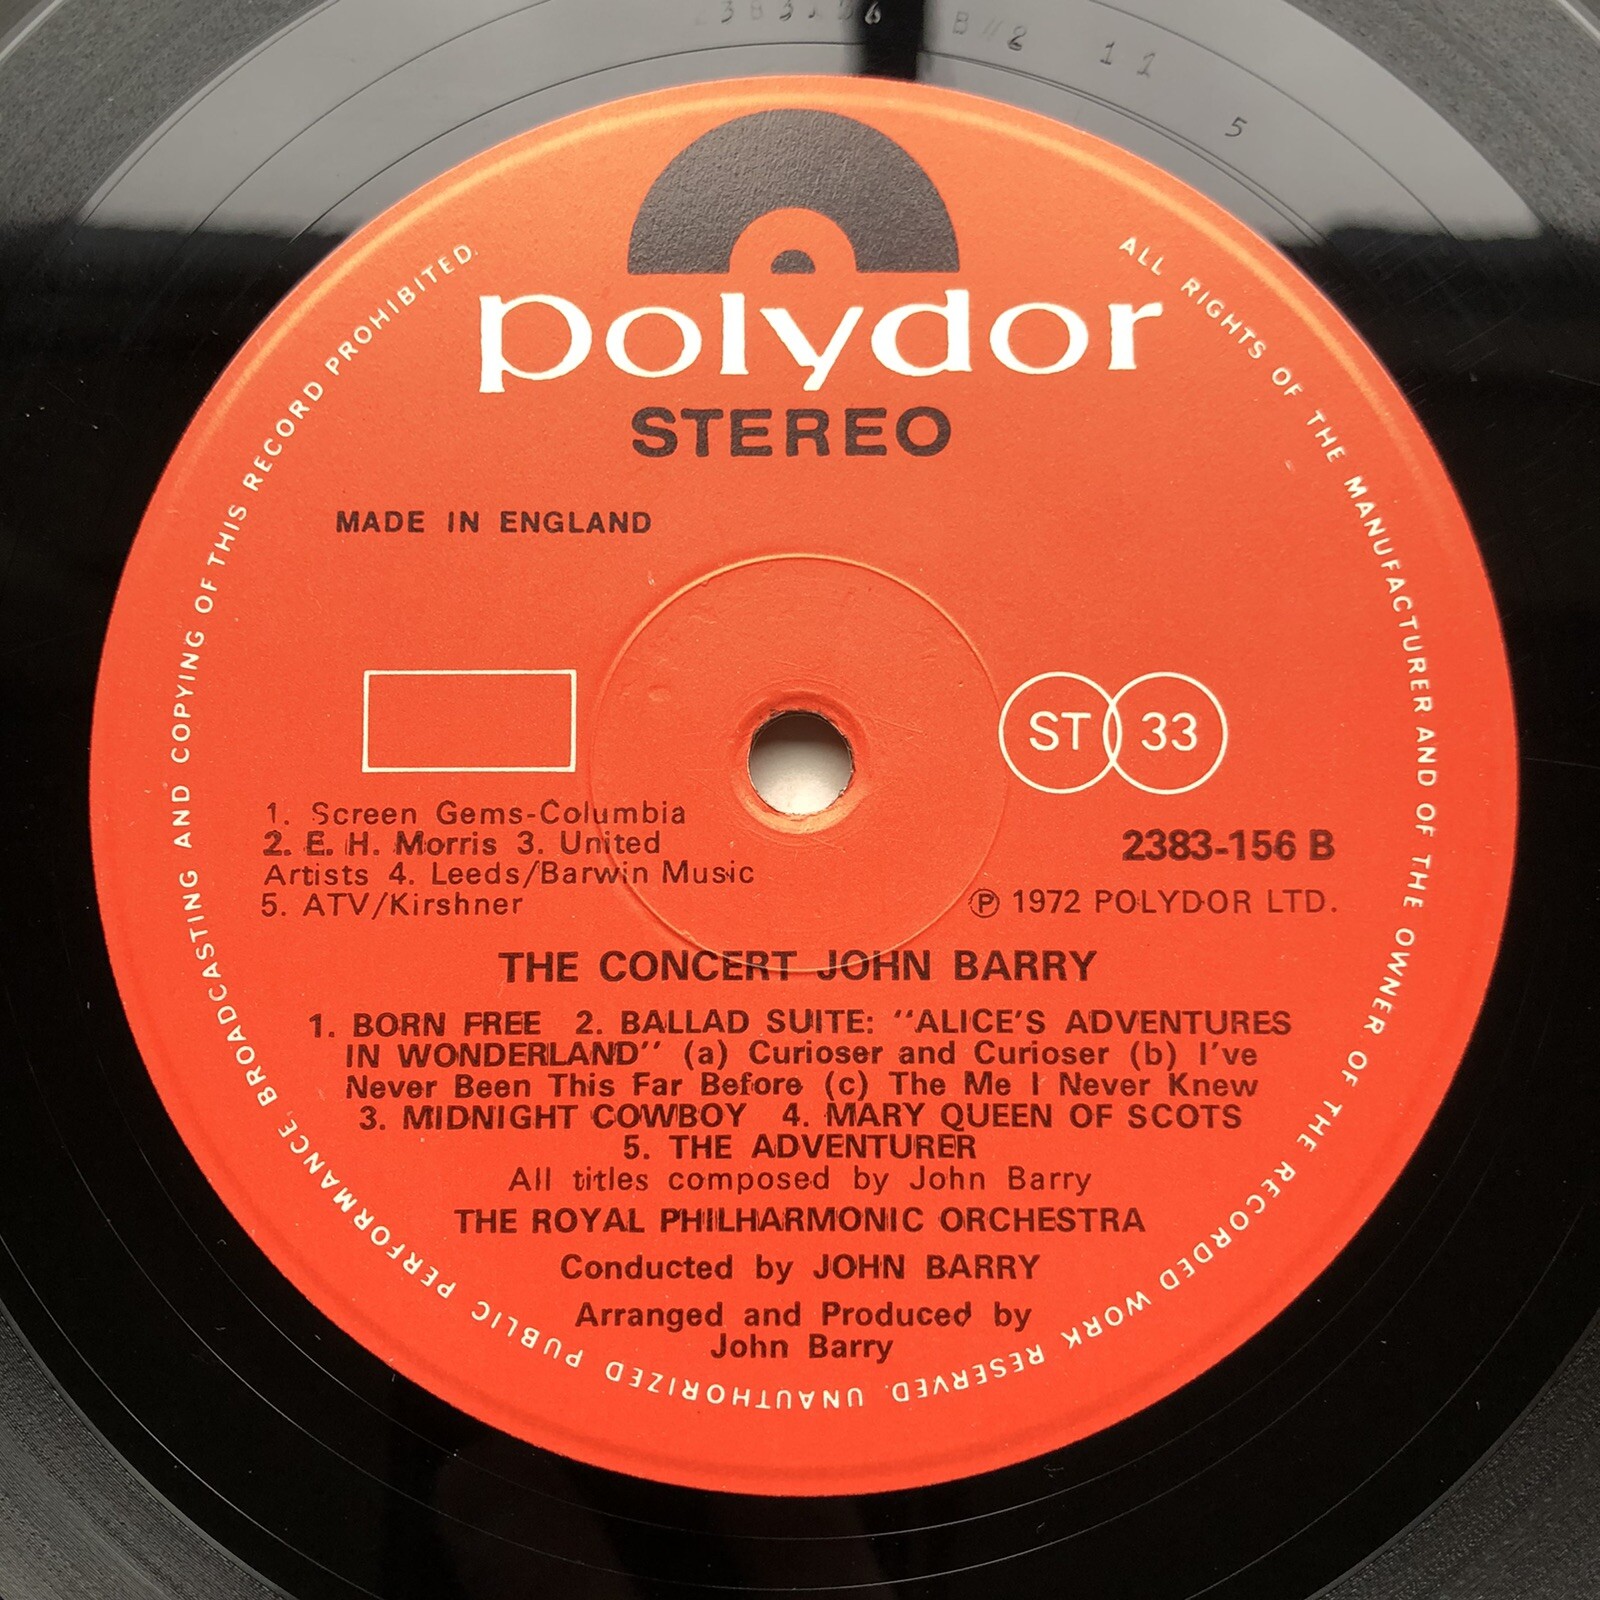 B//2 11 5
polydor
STEREO
MADE IN ENGLAND
ST 33
1. Screen Gems-Columbia
2. E. H. Morris 3. United
Artists 4. Leeds/Barwin Music
5. ATV/Kirshner
2383-156 B
℗ 1972 POLYDOR LTD.
THE CONCERT JOHN BARRY
1. BORN FREE 2. BALLAD SUITE: "ALICE'S ADVENTURES
IN WONDERLAND" (a) Curioser and Curioser (b) I've
Never Been This Far Before (c) The Me I Never Knew
3. MIDNIGHT COWBOY 4. MARY QUEEN OF SCOTS
5. THE ADVENTURER
All titles composed by John Barry
THE ROYAL PHILHARMONIC ORCHESTRA
Conducted by JOHN BARRY
Arranged and Produced by
John Barry
ALL RIGHTS OF THE MANUFACTURER AND OF THE OWNER OF THE RECORDED WORK RESERVED. UNAUTHORIZED PUBLIC PERFORMANCE, BROADCASTING AND COPYING OF THIS RECORD PROHIBITED.